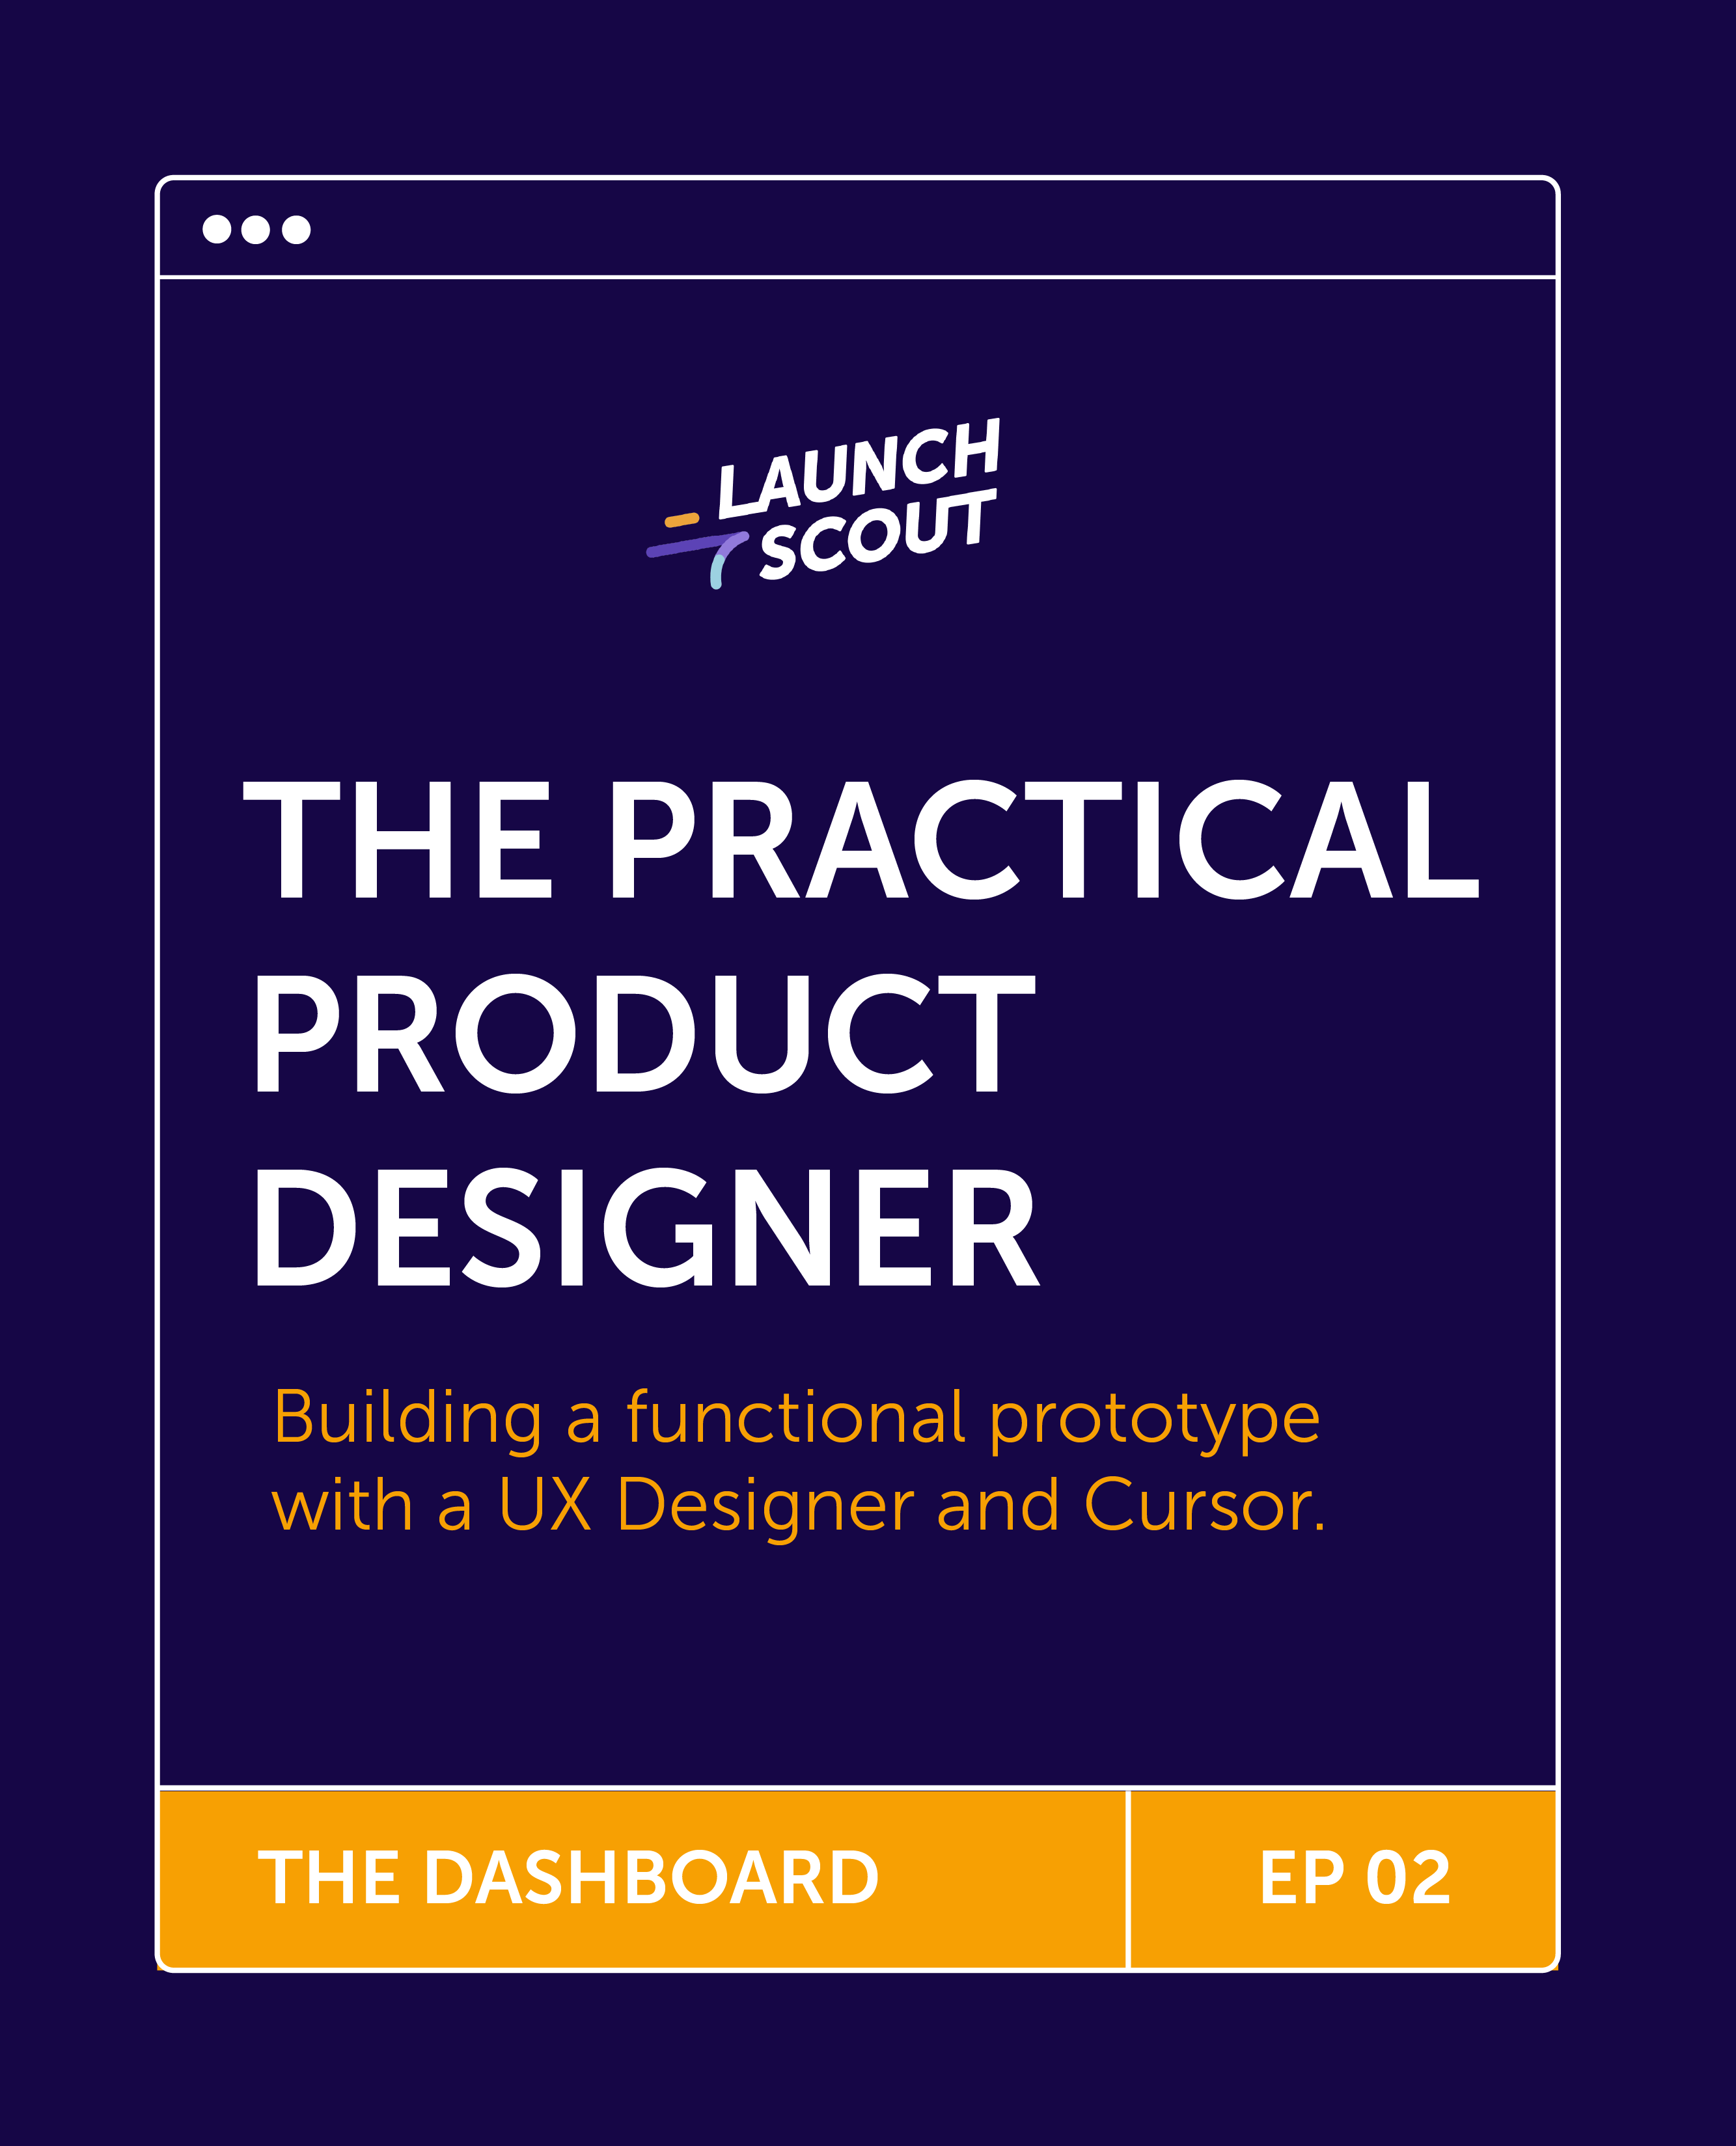 LAUNCH
SCOUT
THE PRACTICAL
PRODUCT
DESIGNER
Building a functional prototype
with a UX Designer and Cursor.
THE DASHBOARD
EP 02